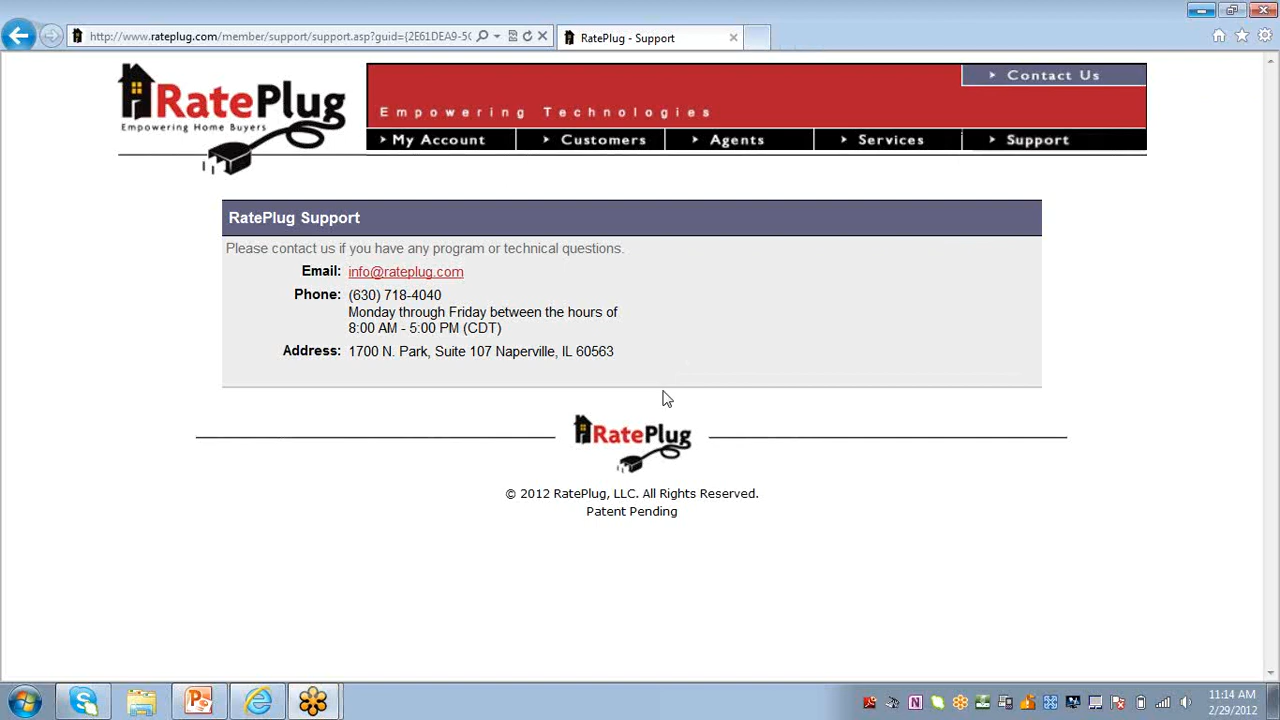 http://www.rateplug.com/member/support/support.asp?guid={2E61DEA9-5(
RatePlug - Support
RatePlug
Empowering Home Buyers
Contact Us
Empowering Technologies
My Account
Customers
Agents
Services
Support
RatePlug Support
Please contact us if you have any program or technical questions.
Email: info@rateplug.com
Phone: (630) 718-4040
Monday through Friday between the hours of
8:00 AM - 5:00 PM (CDT)
Address: 1700 N. Park, Suite 107 Naperville, IL 60563
RatePlug
© 2012 RatePlug, LLC. All Rights Reserved.
Patent Pending
11:14 AM
2/29/2012